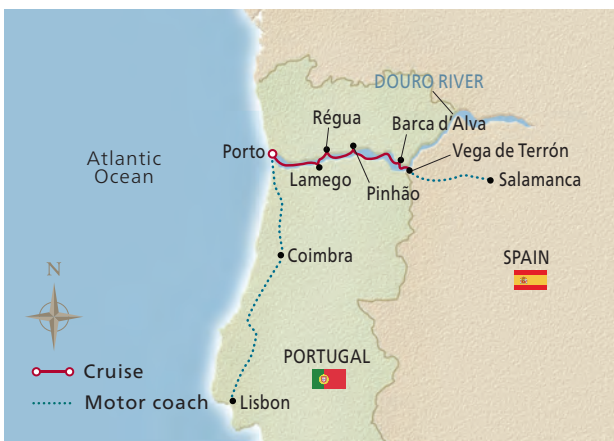 DOURO RIVER
Régua
Barca d'Alva
Porto
Vega de Terrón
Atlantic
Ocean
Lamego
Pinhão
Salamanca
Coimbra
SPAIN
N
PORTUGAL
Cruise
Motor coach
Lisbon